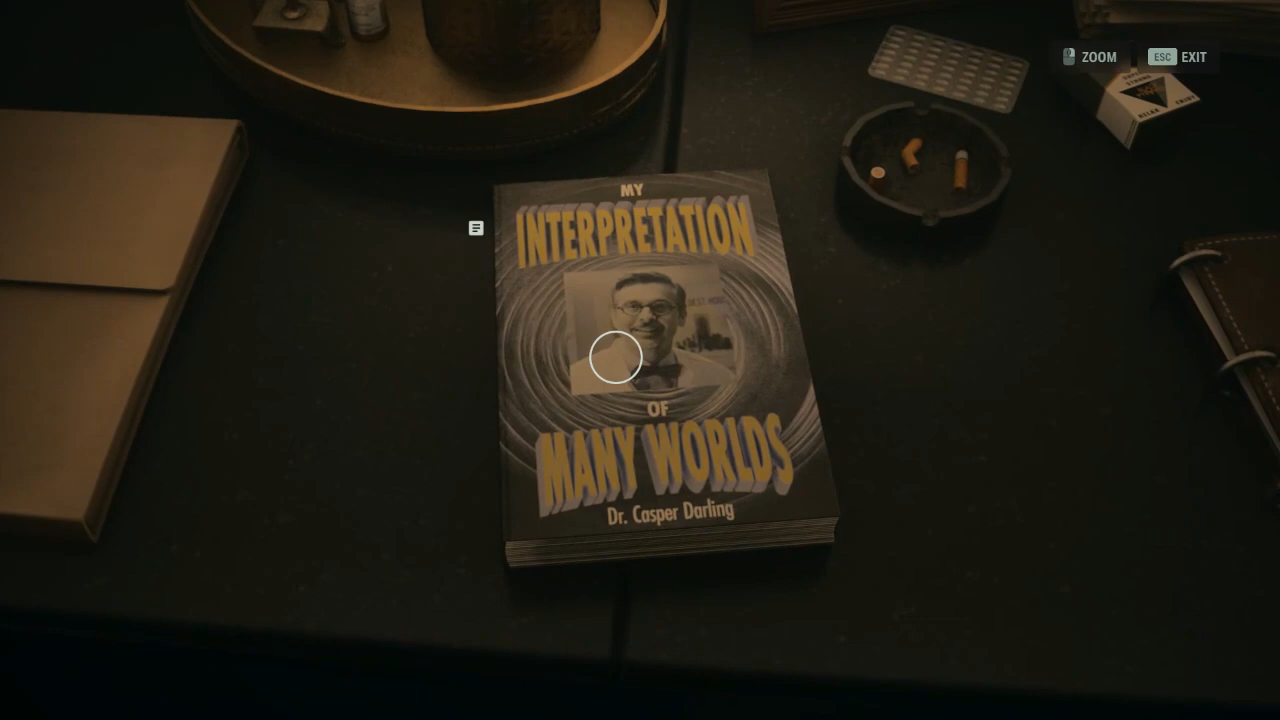 ZOOM
ESC EXIT
MY
INTERPRETATION
OF
MANY WORLDS
Dr. Casper Darling